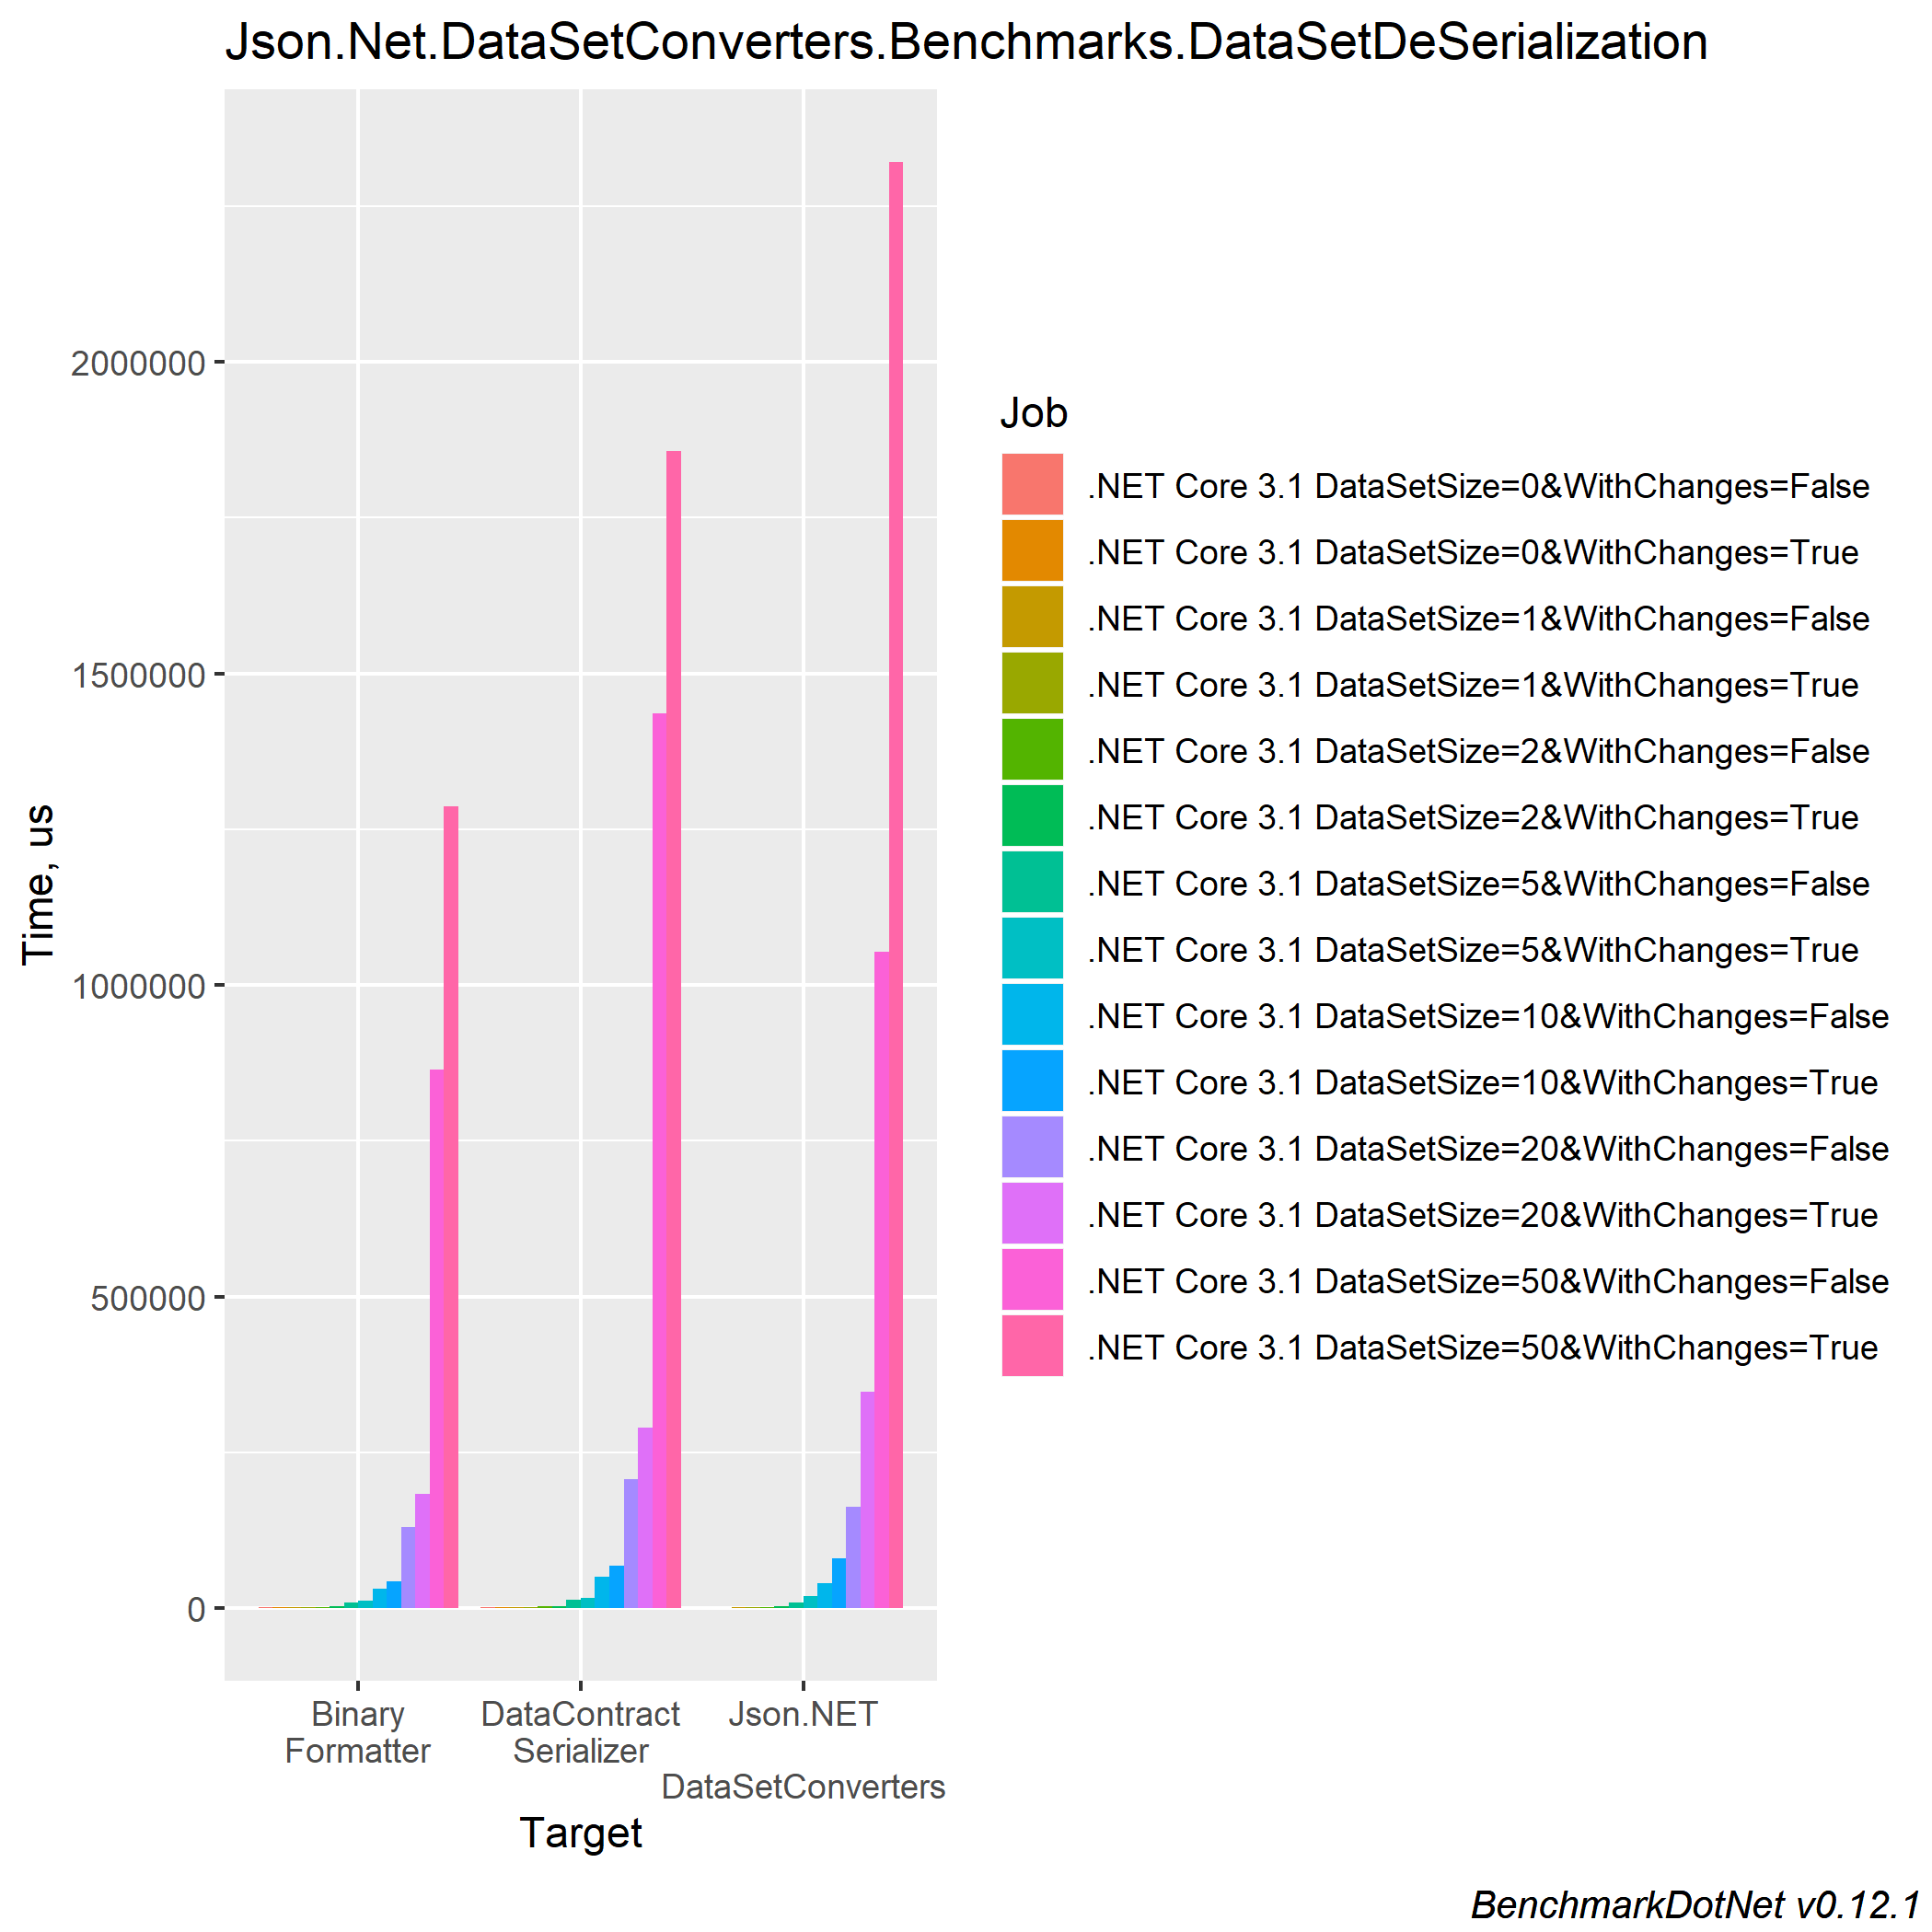 Json.Net.DataSetConverters.Benchmarks.DataSetDeSerialization
Time, us
2000000
1500000
1000000
500000
0
Binary
Formatter
DataContract
Serializer
Json.NET
DataSetConverters
Target
Job
.NET Core 3.1 DataSetSize=0&WithChanges=False
.NET Core 3.1 DataSetSize=0&WithChanges=True
.NET Core 3.1 DataSetSize=1&WithChanges=False
.NET Core 3.1 DataSetSize=1&WithChanges=True
.NET Core 3.1 DataSetSize=2&WithChanges=False
.NET Core 3.1 DataSetSize=2&WithChanges=True
.NET Core 3.1 DataSetSize=5&WithChanges=False
.NET Core 3.1 DataSetSize=5&WithChanges=True
.NET Core 3.1 DataSetSize=10&WithChanges=False
.NET Core 3.1 DataSetSize=10&WithChanges=True
.NET Core 3.1 DataSetSize=20&WithChanges=False
.NET Core 3.1 DataSetSize=20&WithChanges=True
.NET Core 3.1 DataSetSize=50&WithChanges=False
.NET Core 3.1 DataSetSize=50&WithChanges=True
BenchmarkDotNet v0.12.1